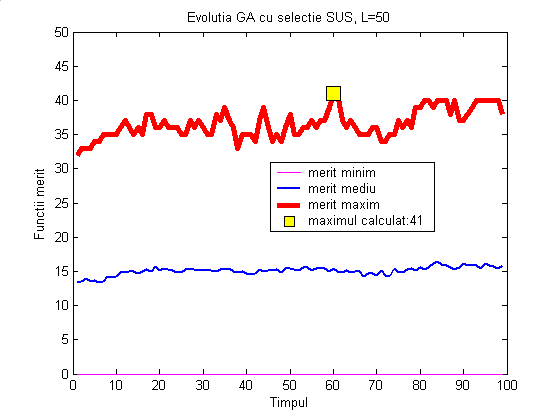 Evolutia GA cu selectie SUS, L=50
50
45
40
35
30
25
20
15
10
5
0
Functii merit
merit minim
merit mediu
merit maxim
maximul calculat:41
0 10 20 30 40 50 60 70 80 90 100
Timpul